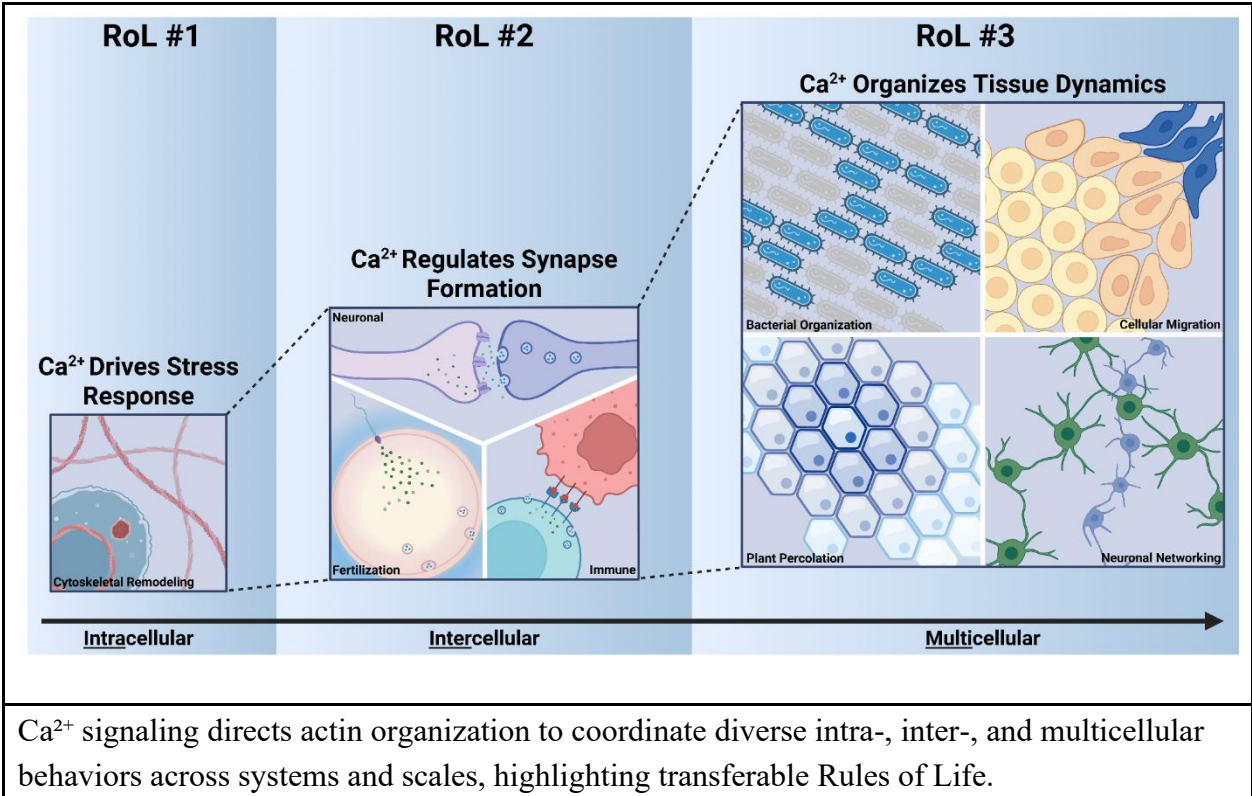 RoL #1
RoL #2
RoL #3
Ca²⁺ Organizes Tissue Dynamics
Bacterial Organization
Cellular Migration
Plant Percolation
Neuronal Networking
Ca²⁺ Regulates Synapse
Formation
Neuronal
Fertilization
Immune
Ca²⁺ Drives Stress
Response
Cytoskeletal Remodeling
Intracellular
Intercellular
Multicellular
Ca²⁺ signaling directs actin organization to coordinate diverse intra-, inter-, and multicellular
behaviors across systems and scales, highlighting transferable Rules of Life.